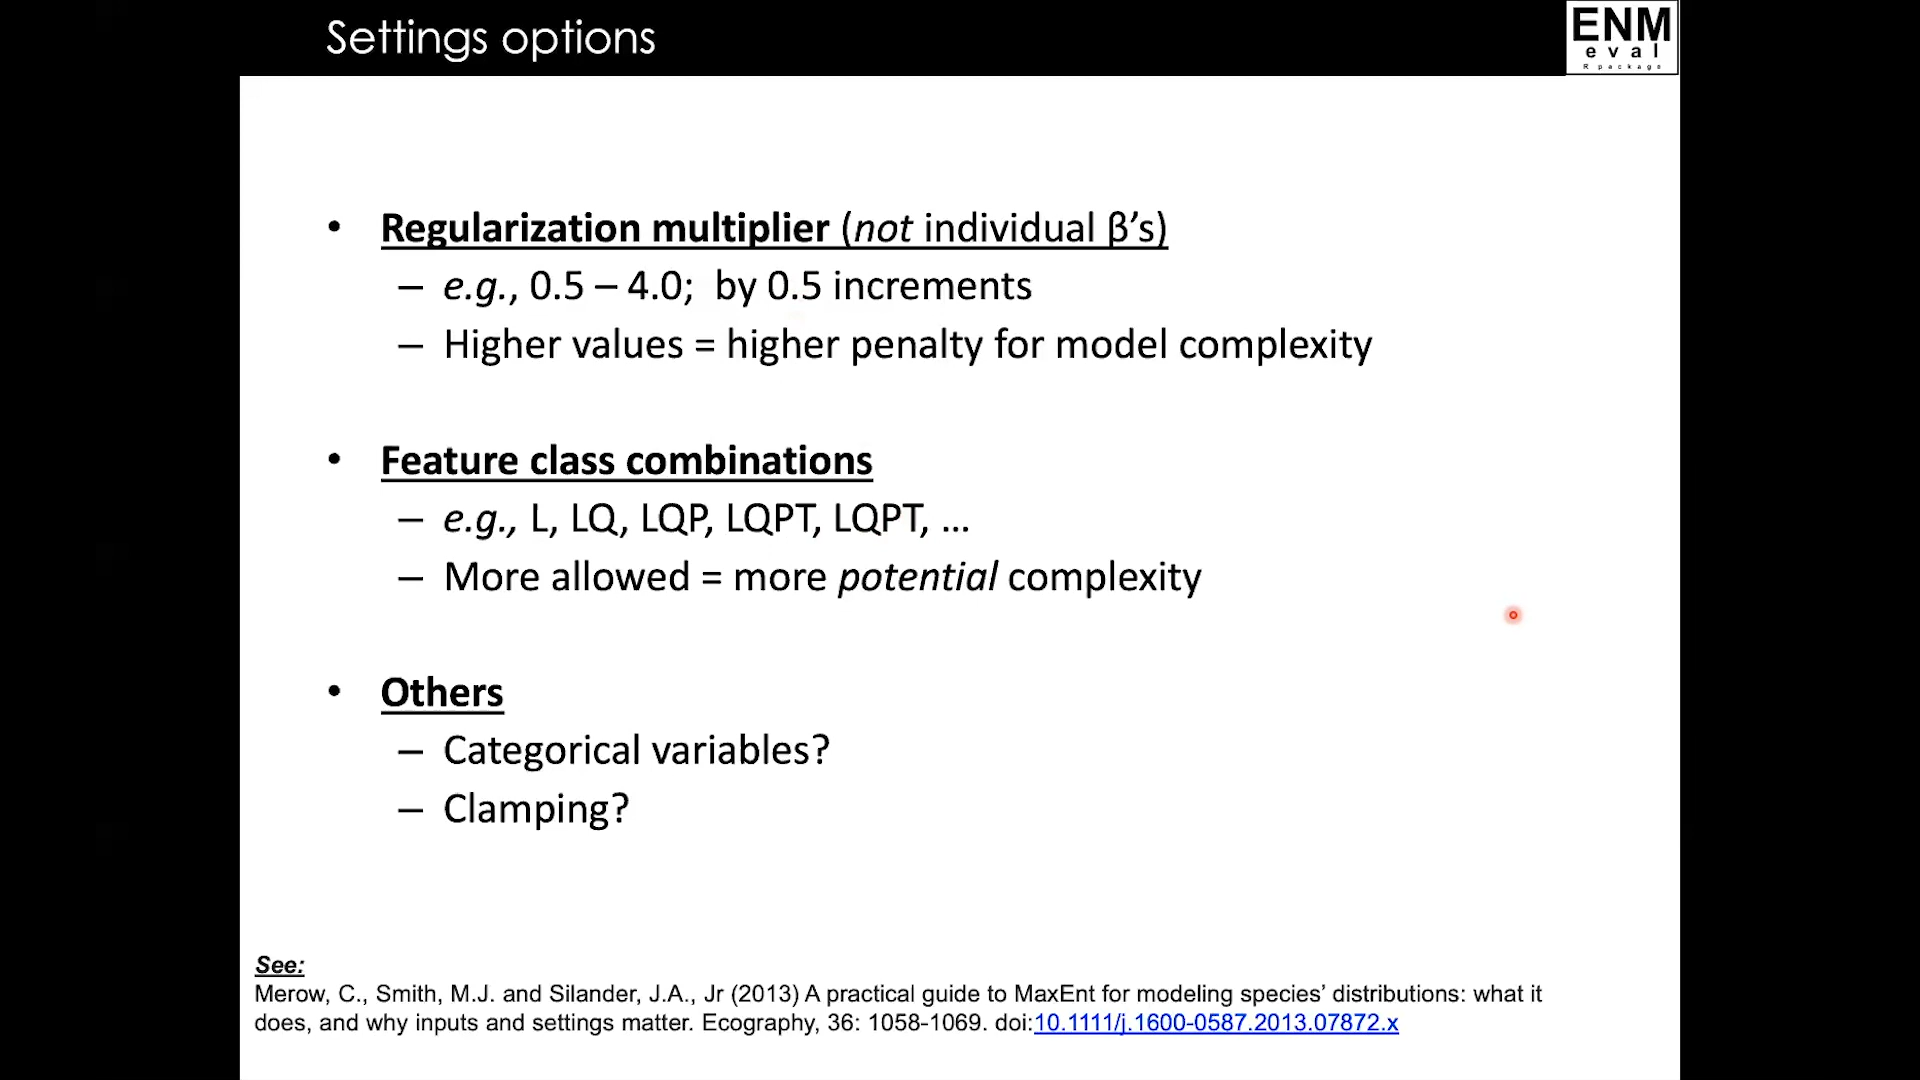 Settings options
ENM
eval
R package
• Regularization multiplier (not individual β’s)
– e.g., 0.5 – 4.0;  by 0.5 increments
– Higher values = higher penalty for model complexity
• Feature class combinations
– e.g., L, LQ, LQP, LQPT, LQPT, ...
– More allowed = more potential complexity
• Others
– Categorical variables?
– Clamping?
See:
Merow, C., Smith, M.J. and Silander, J.A., Jr (2013) A practical guide to MaxEnt for modeling species’ distributions: what it
does, and why inputs and settings matter. Ecography, 36: 1058-1069. doi:10.1111/j.1600-0587.2013.07872.x